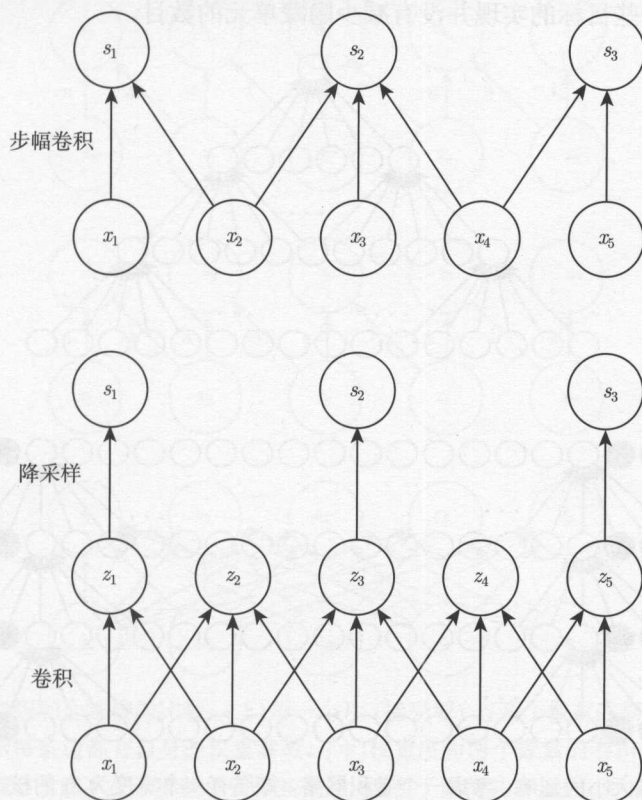 s₁ s₂ s₃
步幅卷积
x₁ x₂ x₃ x₄ x₅
s₁ s₂ s₃
降采样
z₁ z₂ z₃ z₄ z₅
卷积
x₁ x₂ x₃ x₄ x₅